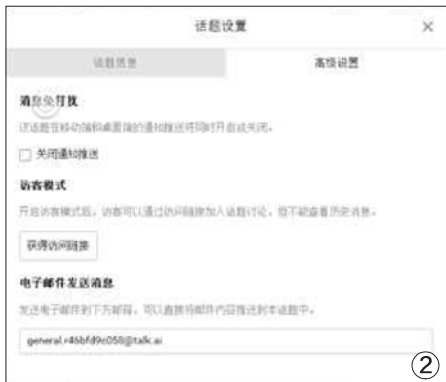 话题设置
话题信息
高级设置
消息免打扰
该话题在移动端和桌面端的通知推送将同时开启或关闭。
关闭通知推送
访客模式
开启访客模式后，访客可以通过访问链接加入话题讨论，但不能查看历史消息。
获得访问链接
电子邮件发送消息
发送电子邮件到下方邮箱，可以直接将邮件内容推送到本话题中。
general.r46bfd9c058@talk.ai
②